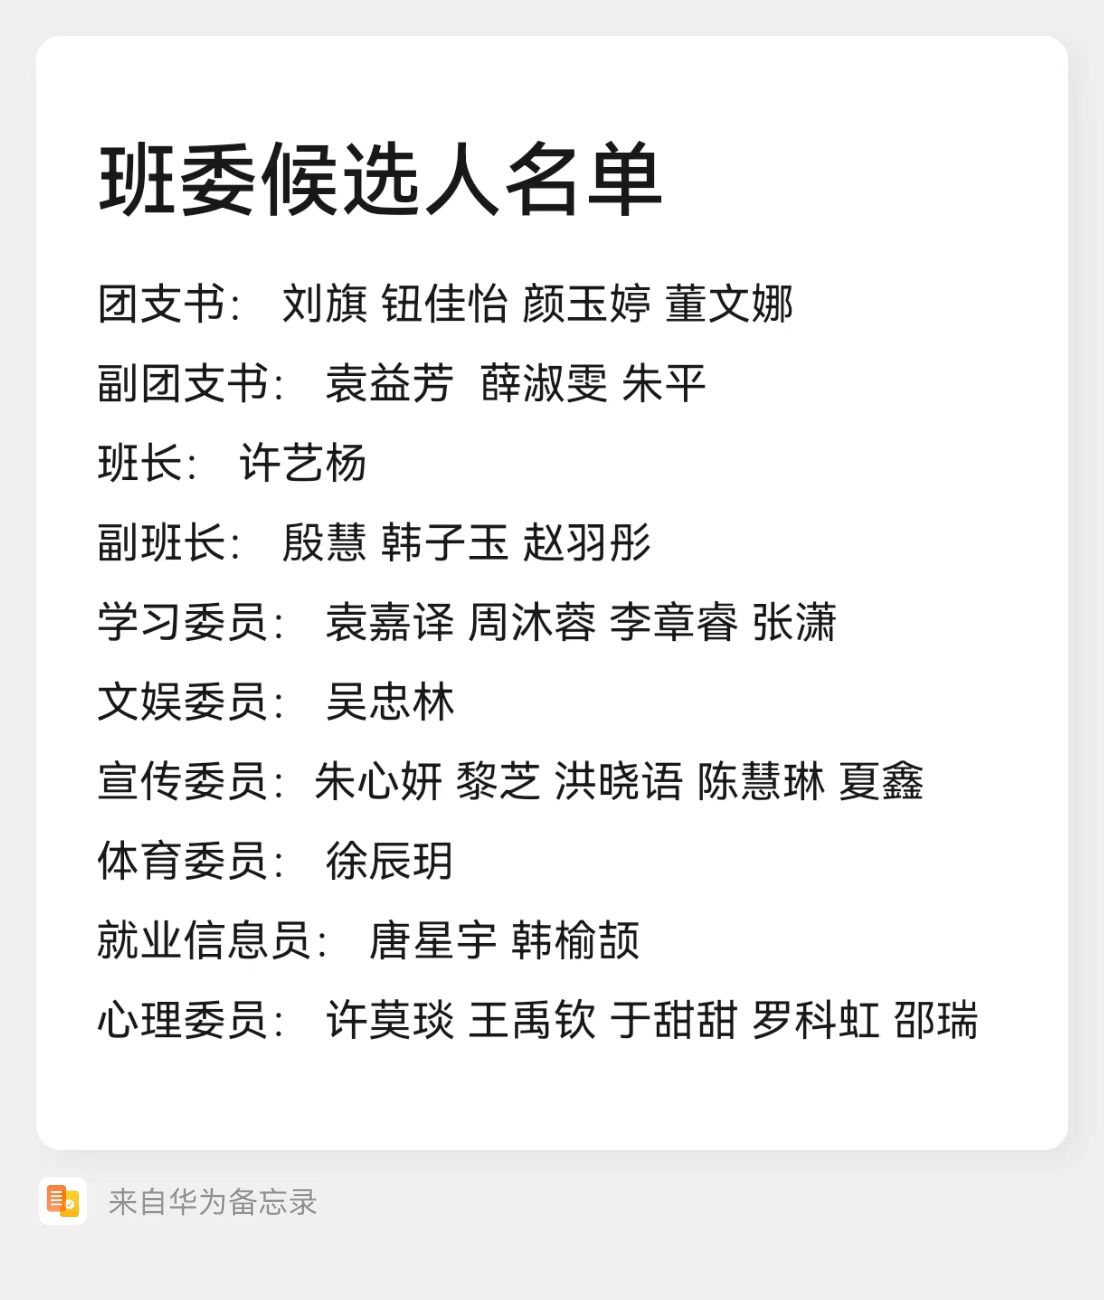 班委候选人名单
团支书： 刘旗 钮佳怡 颜玉婷 董文娜
副团支书： 袁益芳 薛淑雯 朱平
班长： 许艺杨
副班长： 殷慧 韩子玉 赵羽彤
学习委员： 袁嘉译 周沐蓉 李章睿 张潇
文娱委员： 吴忠林
宣传委员：朱心妍 黎芝 洪晓语 陈慧琳 夏鑫
体育委员： 徐辰玥
就业信息员： 唐星宇 韩榆颉
心理委员： 许莫琰 王禹钦 于甜甜 罗科虹 邵瑞
来自华为备忘录